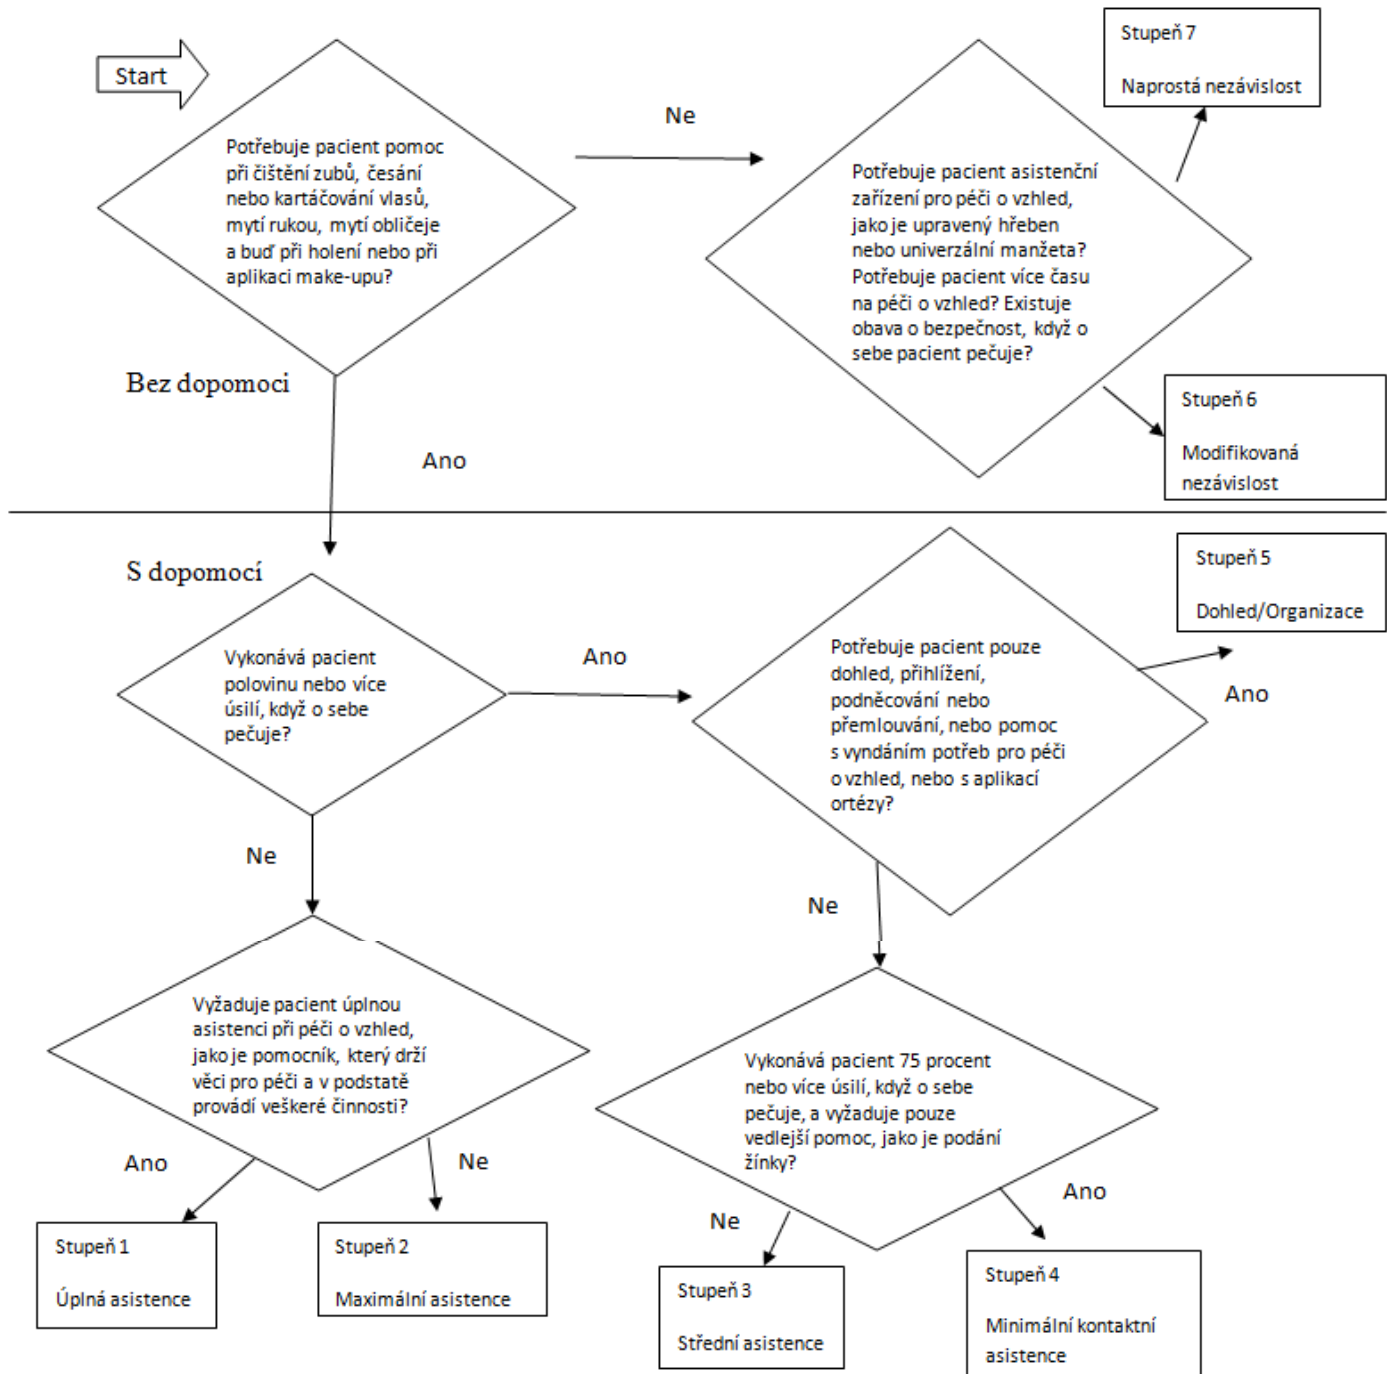 Start
Potřebuje pacient pomoc
při čištění zubů, česání
nebo kartáčování vlasů,
mytí rukou, mytí obličeje
a buď při holení nebo při
aplikaci make-upu?
Ne
Potřebuje pacient asistenční
zařízení pro péči o vzhled,
jako je upravený hřeben
nebo univerzální manžeta?
Potřebuje pacient více času
na péči o vzhled? Existuje
obava o bezpečnost, když o
sebe pacient pečuje?
Stupeň 7
Naprostá nezávislost
Bez dopomoci
Ano
Stupeň 6
Modifikovaná
nezávislost
S dopomocí
Vykonává pacient
polovinu nebo více
úsilí, když o sebe
pečuje?
Ano
Potřebuje pacient pouze
dohled, přihlížení,
podněcování nebo
přemlouvání, nebo pomoc
s vyndáním potřeb pro péči
o vzhled, nebo s aplikací
ortézy?
Stupeň 5
Dohled/Organizace
Ano
Ne
Ne
Vyžaduje pacient úplnou
asistenci při péči o vzhled,
jako je pomocník, který drží
věci pro péči a v podstatě
provádí veškeré činnosti?
Vykonává pacient 75 procent
nebo více úsilí, když o sebe
pečuje, a vyžaduje pouze
vedlejší pomoc, jako je podání
žínky?
Ano
Ne
Ne
Ano
Stupeň 1
Úplná asistence
Stupeň 2
Maximální asistence
Stupeň 3
Střední asistence
Stupeň 4
Minimální kontaktní
asistence